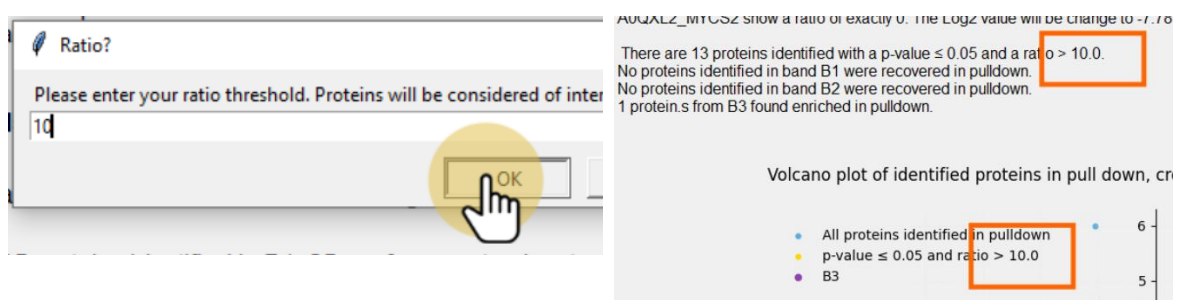 Ratio?
Please enter your ratio threshold. Proteins will be considered of inter
10
OK
A0QXL2_MYCS2 show a ratio of exactly 0. The Log2 value will be change to -7.78
There are 13 proteins identified with a p-value ≤ 0.05 and a ratio > 10.0.
No proteins identified in band B1 were recovered in pulldown.
No proteins identified in band B2 were recovered in pulldown.
1 protein.s from B3 found enriched in pulldown.
Volcano plot of identified proteins in pull down, cr
All proteins identified in pulldown
p-value ≤ 0.05 and ratio > 10.0
B3
6
5